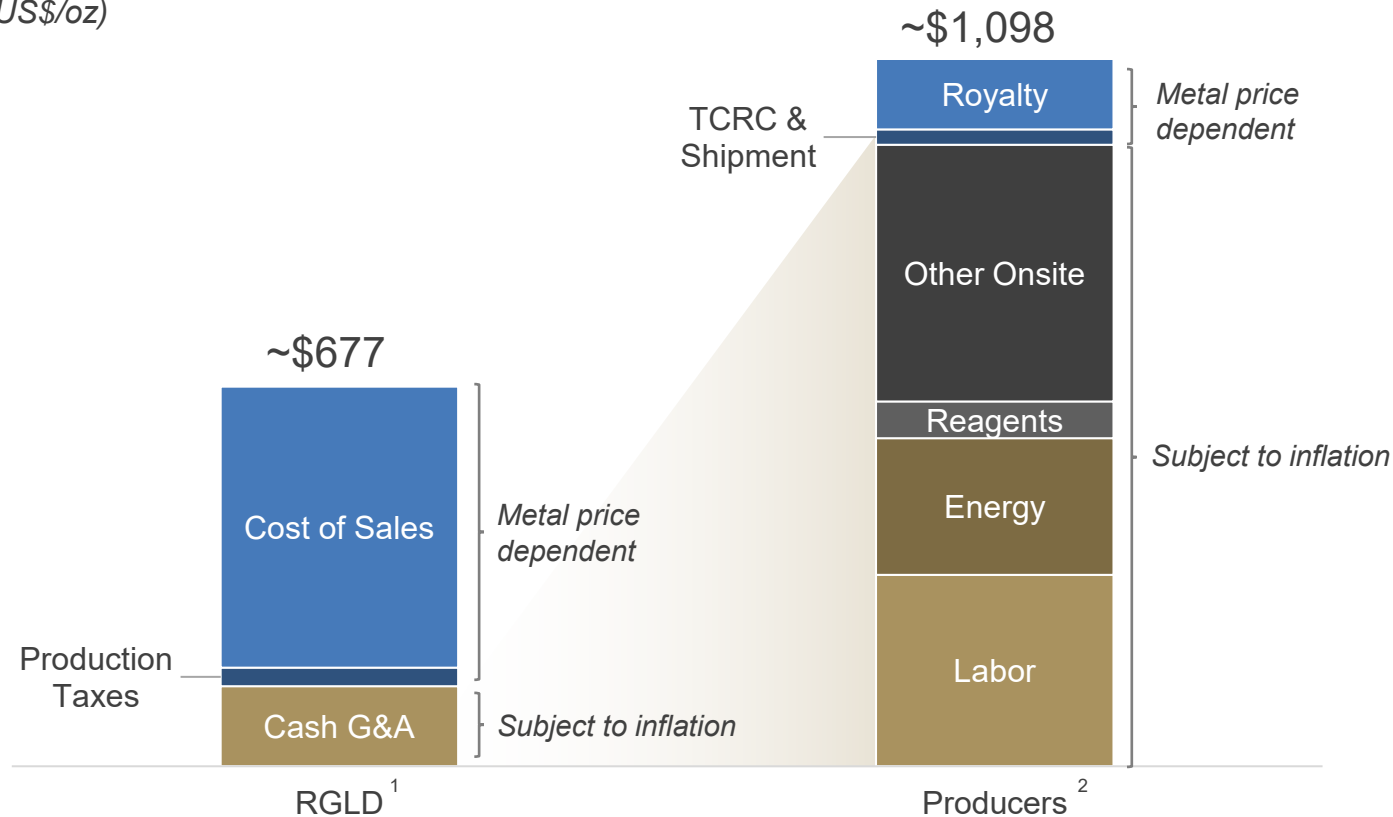 US$/oz)
~$1,098
Royalty
Metal price
dependent
TCRC &
Shipment
Other Onsite
~$677
Reagents
Subject to inflation
Energy
Cost of Sales
Metal price
dependent
Production
Taxes
Labor
Cash G&A
Subject to inflation
RGLD 1
Producers 2